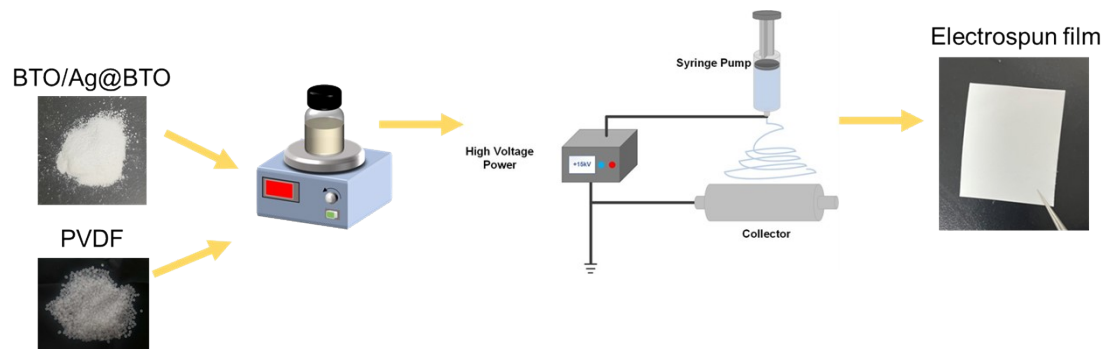 BTO/Ag@BTO
PVDF
High Voltage
Power
+15kV
Syringe Pump
Collector
Electrospun film